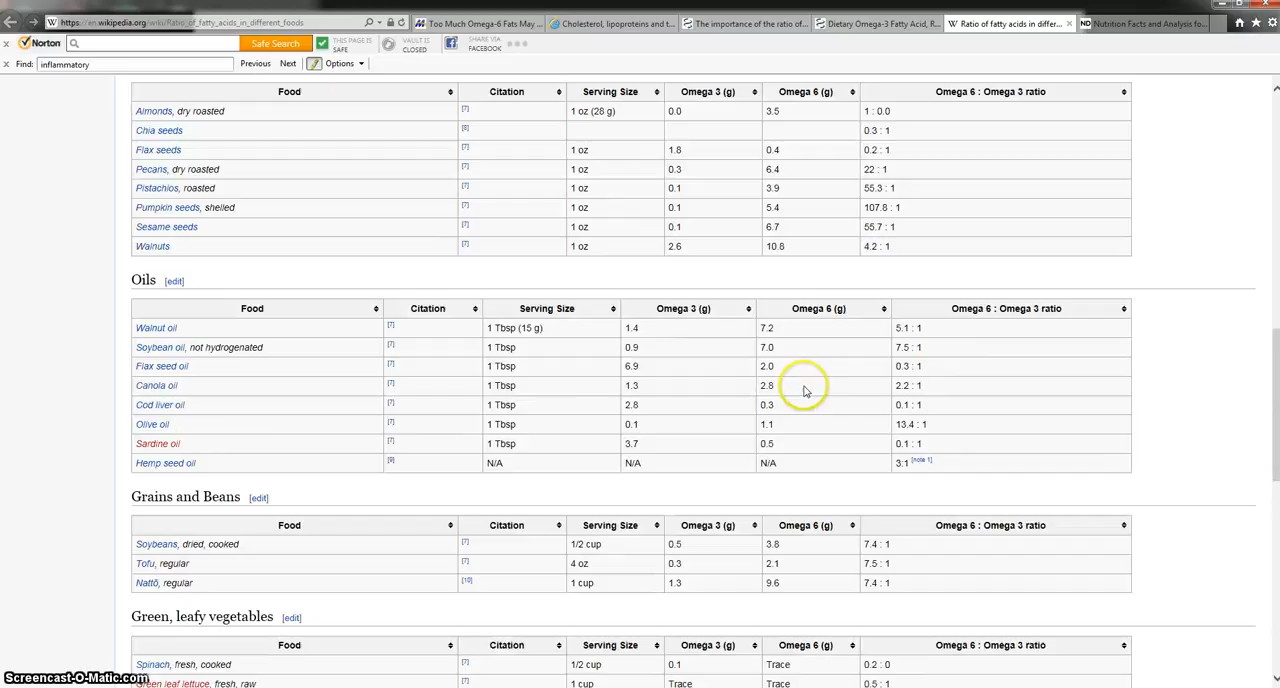 https://en.wikipedia.org/wiki/Ratio_of_fatty_acids_in_different_foods
Too Much Omega-6 Fats May ...
Cholesterol, lipoproteins and t...
The importance of the ratio of...
Dietary Omega-3 Fatty Acid, R...
W Ratio of fatty acids in differ...
ND Nutrition Facts and Analysis fo...
Norton
Safe Search
THIS PAGE IS SAFE
VAULT IS CLOSED
SHARE VIA FACEBOOK
Find: inflammatory Previous Next Options
Food Citation Serving Size Omega 3 (g) Omega 6 (g) Omega 6 : Omega 3 ratio
Almonds, dry roasted [7] 1 oz (28 g) 0.0 3.5 1 : 0.0
Chia seeds [8] 0.3 : 1
Flax seeds [7] 1 oz 1.8 0.4 0.2 : 1
Pecans, dry roasted [7] 1 oz 0.3 6.4 22 : 1
Pistachios, roasted [7] 1 oz 0.1 3.9 55.3 : 1
Pumpkin seeds, shelled [7] 1 oz 0.1 5.4 107.8 : 1
Sesame seeds [7] 1 oz 0.1 6.7 55.7 : 1
Walnuts [7] 1 oz 2.6 10.8 4.2 : 1
Oils [edit]
Food Citation Serving Size Omega 3 (g) Omega 6 (g) Omega 6 : Omega 3 ratio
Walnut oil [7] 1 Tbsp (15 g) 1.4 7.2 5.1 : 1
Soybean oil, not hydrogenated [7] 1 Tbsp 0.9 7.0 7.5 : 1
Flax seed oil [7] 1 Tbsp 6.9 2.0 0.3 : 1
Canola oil [7] 1 Tbsp 1.3 2.8 2.2 : 1
Cod liver oil [7] 1 Tbsp 2.8 0.3 0.1 : 1
Olive oil [7] 1 Tbsp 0.1 1.1 13.4 : 1
Sardine oil [7] 1 Tbsp 3.7 0.5 0.1 : 1
Hemp seed oil [9] N/A N/A N/A 3:1 [note 1]
Grains and Beans [edit]
Food Citation Serving Size Omega 3 (g) Omega 6 (g) Omega 6 : Omega 3 ratio
Soybeans, dried, cooked [7] 1/2 cup 0.5 3.8 7.4 : 1
Tofu, regular [7] 4 oz 0.3 2.1 7.5 : 1
Nattō, regular [10] 1 cup 1.3 9.6 7.4 : 1
Green, leafy vegetables [edit]
Food Citation Serving Size Omega 3 (g) Omega 6 (g) Omega 6 : Omega 3 ratio
Spinach, fresh, cooked [7] 1/2 cup 0.1 Trace 0.2 : 0
Green leaf lettuce, fresh, raw [7] 1 cup Trace Trace 0.5 : 1
Screencast-O-Matic.com